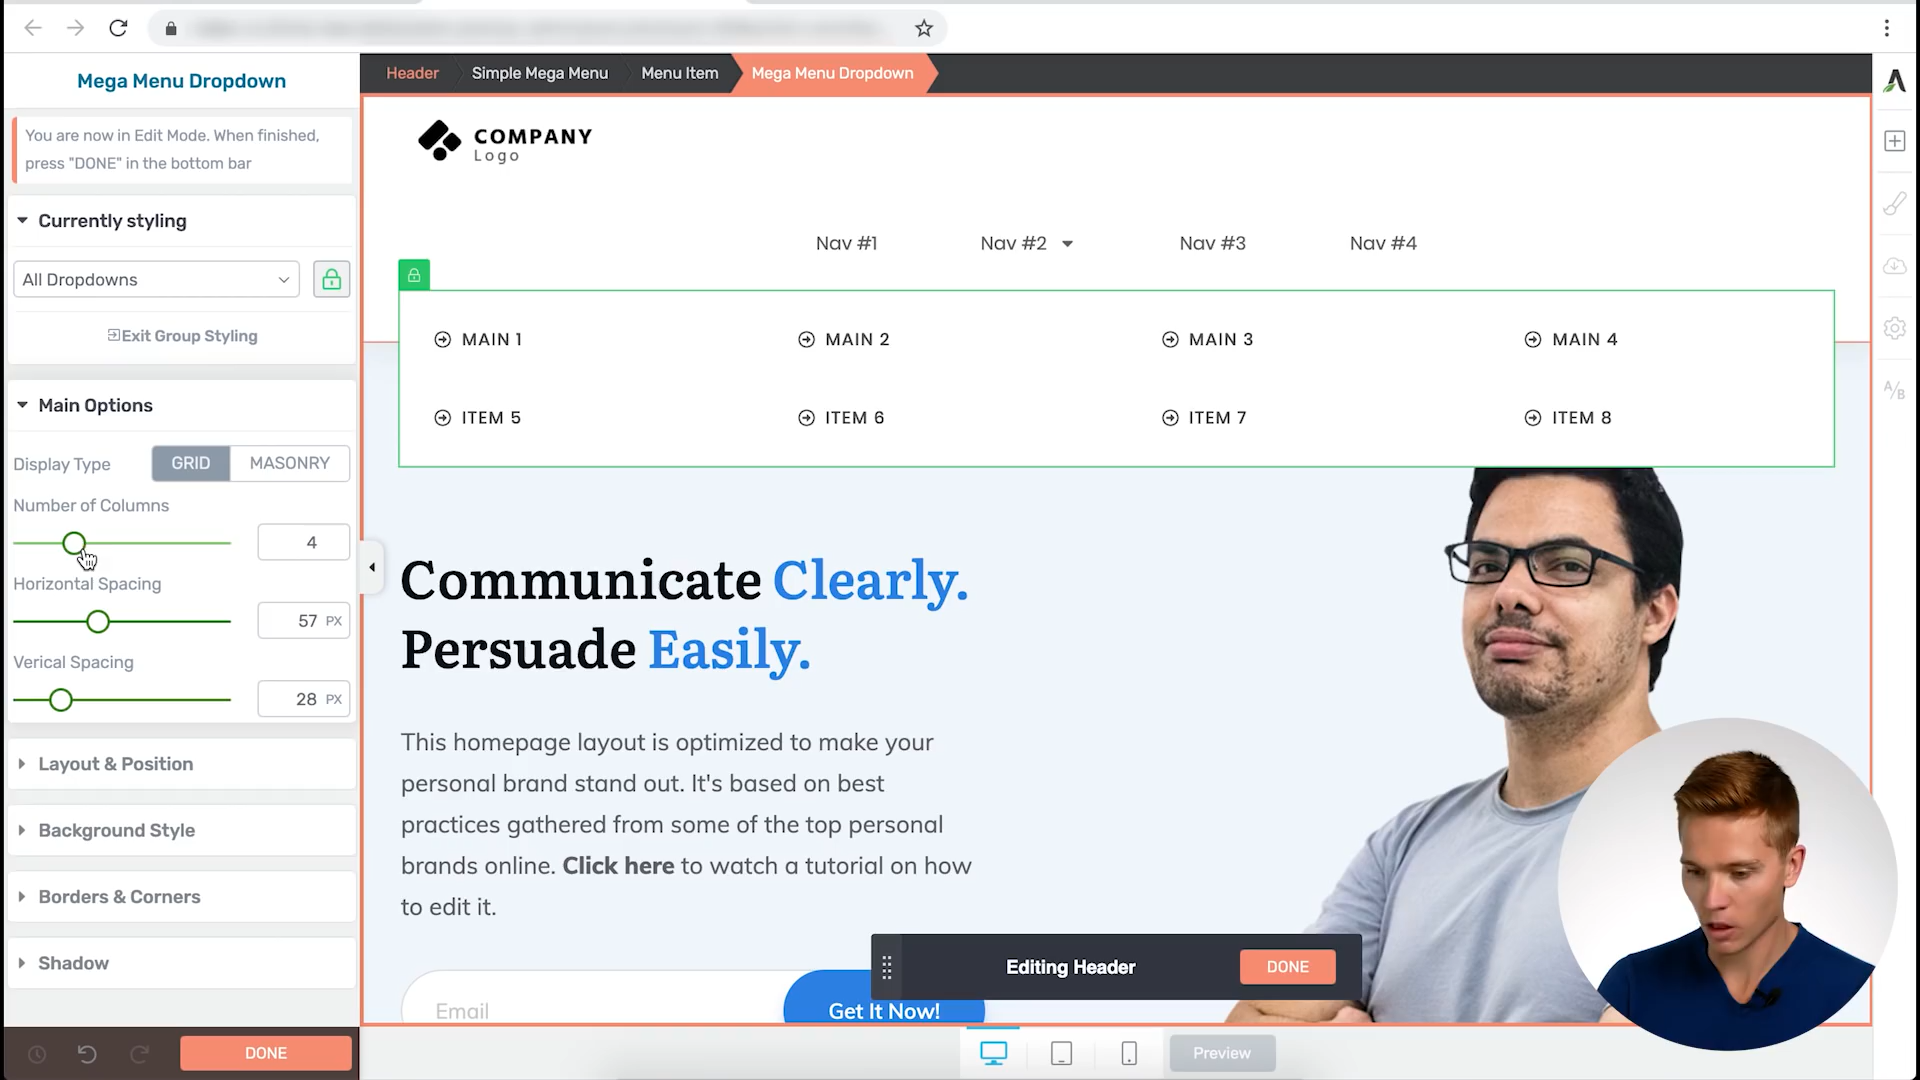 Mega Menu Dropdown
You are now in Edit Mode. When finished,
press "DONE" in the bottom bar
Currently styling
All Dropdowns
Exit Group Styling
Main Options
Display Type
GRID
MASONRY
Number of Columns
4
Horizontal Spacing
57 PX
Verical Spacing
28 PX
Layout & Position
Background Style
Borders & Corners
Shadow
DONE
Header
Simple Mega Menu
Menu Item
Mega Menu Dropdown
COMPANY
Logo
Nav #1
Nav #2
Nav #3
Nav #4
MAIN 1
MAIN 2
MAIN 3
MAIN 4
ITEM 5
ITEM 6
ITEM 7
ITEM 8
Communicate Clearly.
Persuade Easily.
This homepage layout is optimized to make your
personal brand stand out. It's based on best
practices gathered from some of the top personal
brands online. Click here to watch a tutorial on how
to edit it.
Editing Header
DONE
Email
Get It Now!
Preview
A/B